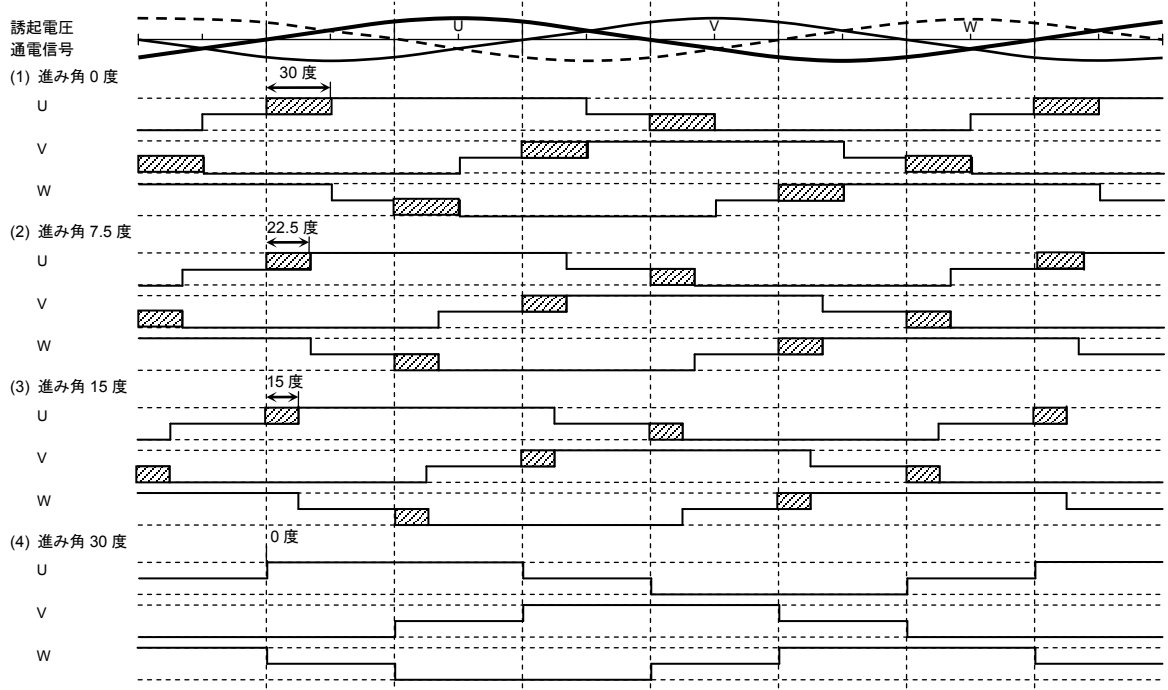 誘起電圧
U
V
W
通電信号
(1) 進み角 0 度
30 度
U
V
W
(2) 進み角 7.5 度
22.5 度
U
V
W
(3) 進み角 15 度
15 度
U
V
W
(4) 進み角 30 度
0 度
U
V
W